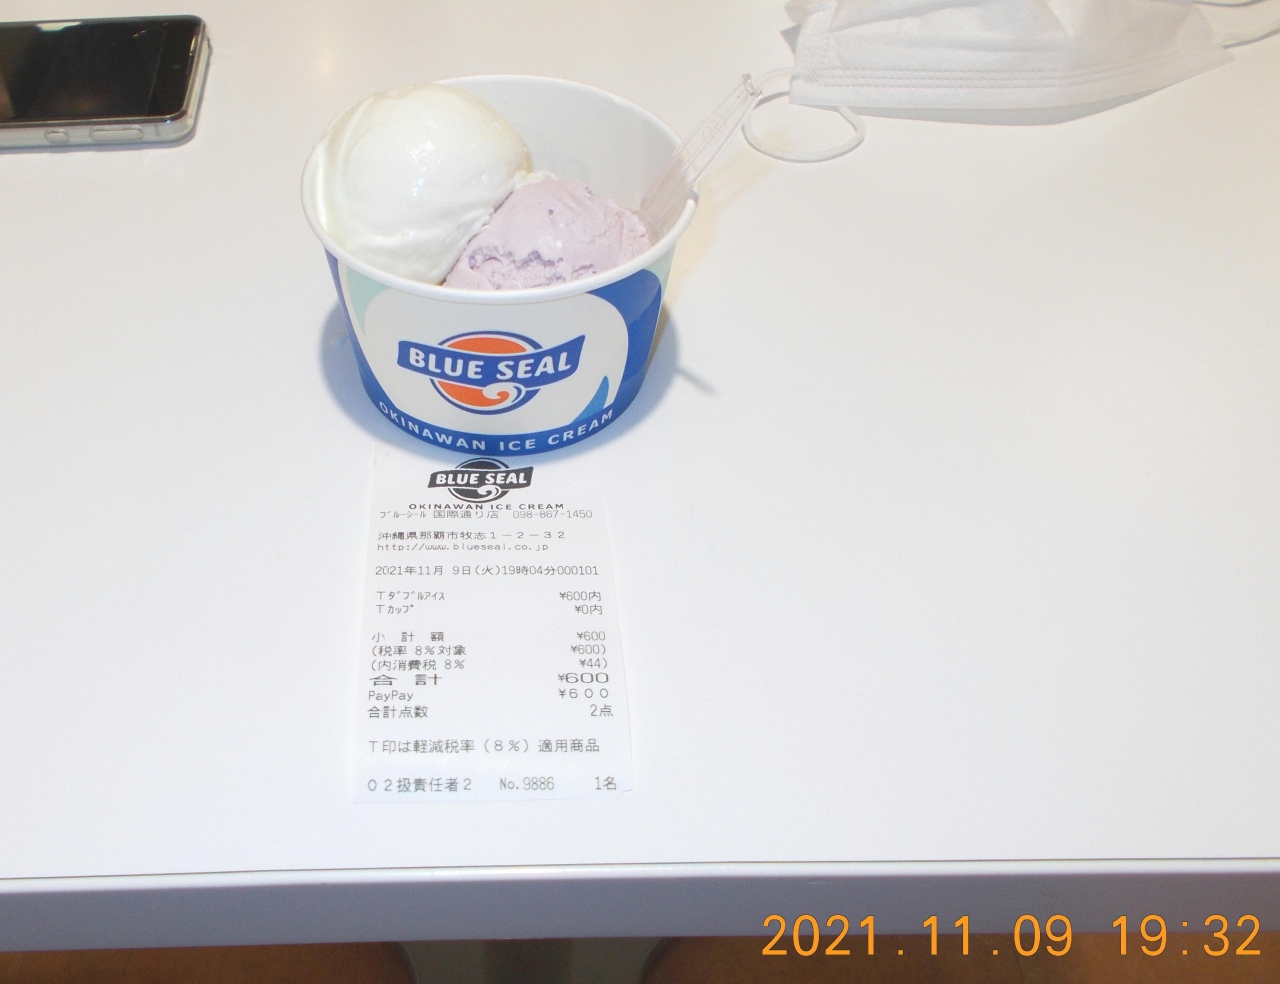 BLUE SEAL
OKINAWAN ICE CREAM
BLUE SEAL
OKINAWAN ICE CREAM
ﾌﾞﾙｰｼｰﾙ 国際通り店 098-867-1450
沖縄県那覇市牧志１－２－３２
http://www.blueseal.co.jp
2021年11月 9日(火)19時04分000101
Ｔﾀﾞﾌﾞﾙｱｲｽ ¥600内
Ｔｶｯﾌﾟ ¥0内
小 計 額 ¥600
(税率 8%対象 ¥600)
(内消費税 8% ¥44)
合 計 ¥600
PayPay ¥６００
合計点数 2点
Ｔ印は軽減税率（８％）適用商品
０２扱責任者２ No.9886 1名
2021.11.09 19:32